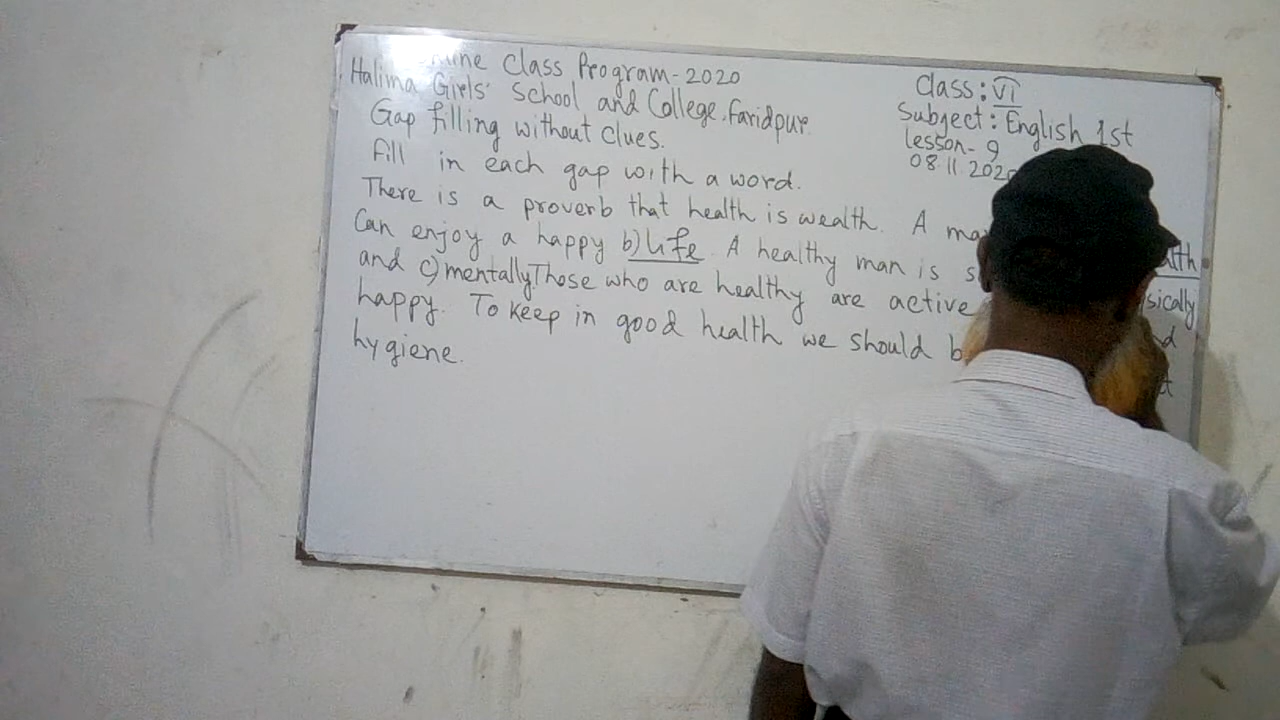 Class Program-2020
Halima Girls' School and College, Faridpur.
Class: VI
Subject: English 1st
Lesson-9
08.11.202
Gap filling without clues.
Fill in each gap with a word.
There is a proverb that health is wealth. A
Can enjoy a happy b) life. A healthy man is
and c) mentally Those who are healthy are active
happy. To keep in good health we should
hygiene.